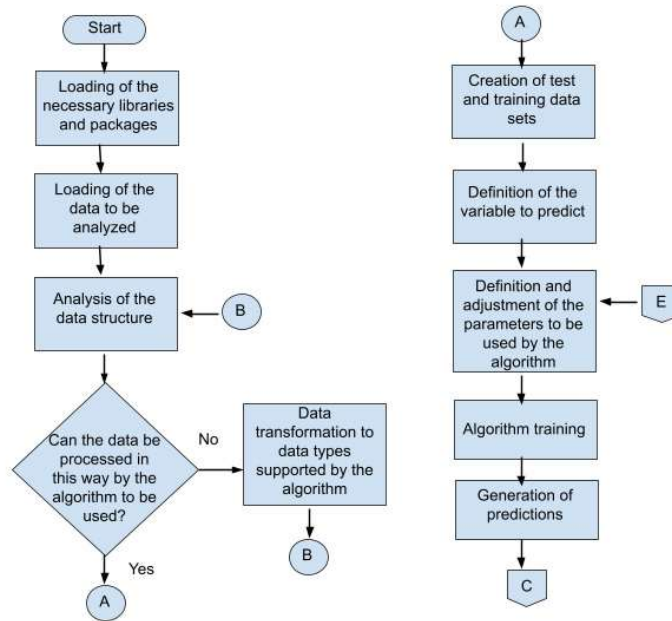 Start
Loading of the
necessary libraries
and packages
Loading of the
data to be
analyzed
Analysis of the
data structure
B
Can the data be
processed in
this way by the
algorithm to be
used?
No
Data
transformation to
data types
supported by the
algorithm
B
Yes
A
A
Creation of test
and training data
sets
Definition of the
variable to predict
Definition and
adjustment of the
parameters to be
used by the
algorithm
E
Algorithm training
Generation of
predictions
C